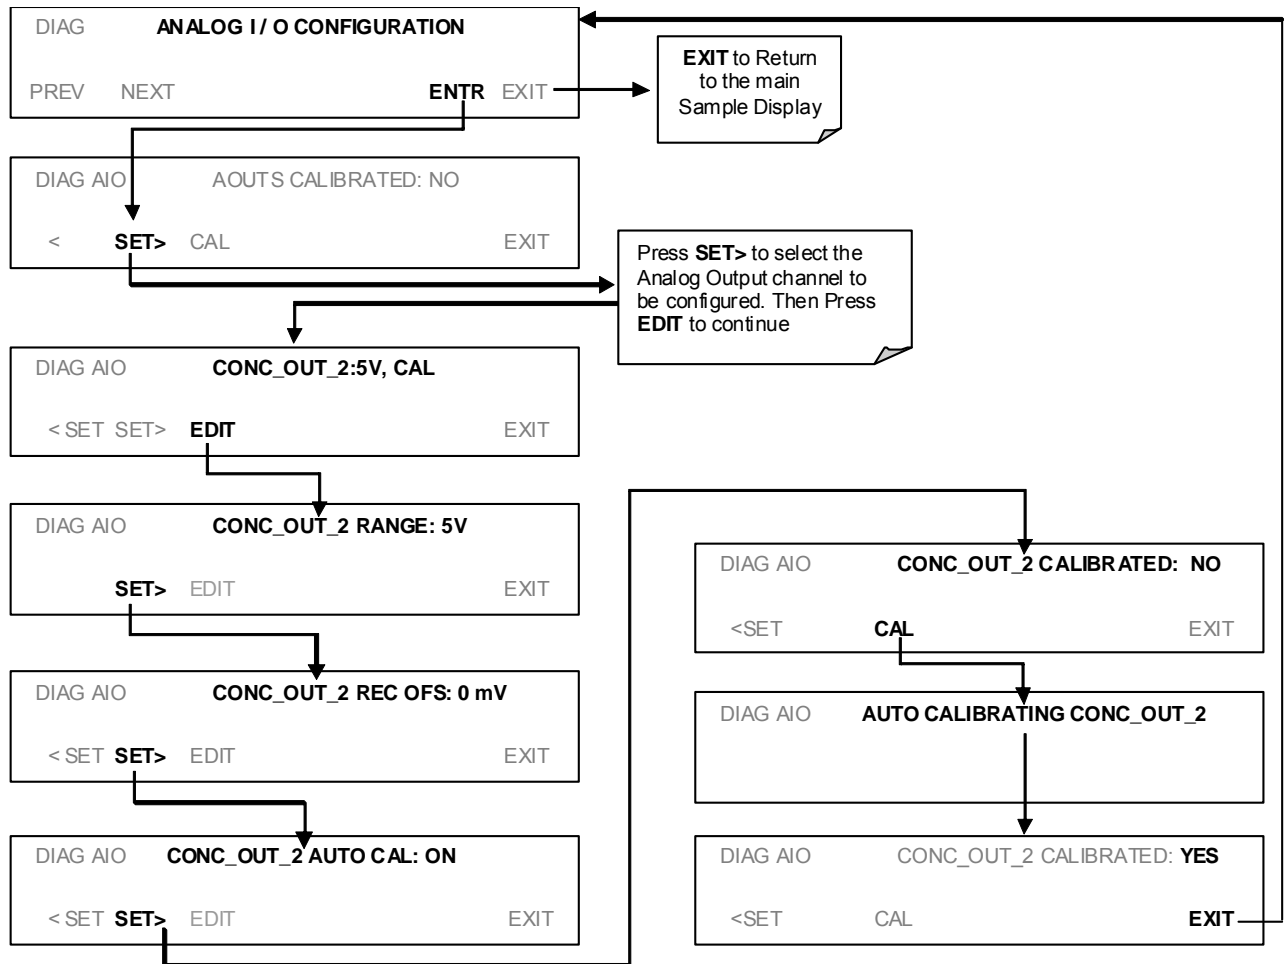 DIAG ANALOG I / O CONFIGURATION
PREV NEXT ENTR EXIT
EXIT to Return
to the main
Sample Display
DIAG AIO AOUTS CALIBRATED: NO
< SET> CAL EXIT
Press SET> to select the
Analog Output channel to
be configured. Then Press
EDIT to continue
DIAG AIO CONC_OUT_2:5V, CAL
< SET SET> EDIT EXIT
DIAG AIO CONC_OUT_2 RANGE: 5V
SET> EDIT EXIT
DIAG AIO CONC_OUT_2 REC OFS: 0 mV
< SET SET> EDIT EXIT
DIAG AIO CONC_OUT_2 AUTO CAL: ON
< SET SET> EDIT EXIT
DIAG AIO CONC_OUT_2 CALIBRATED: NO
<SET CAL EXIT
DIAG AIO AUTO CALIBRATING CONC_OUT_2
DIAG AIO CONC_OUT_2 CALIBRATED: YES
<SET CAL EXIT